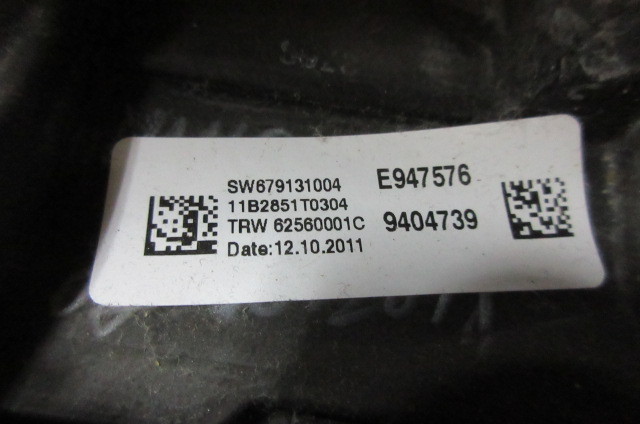 SW679131004
11B2851T0304
TRW 62560001C
Date:12.10.2011
E947576
9404739